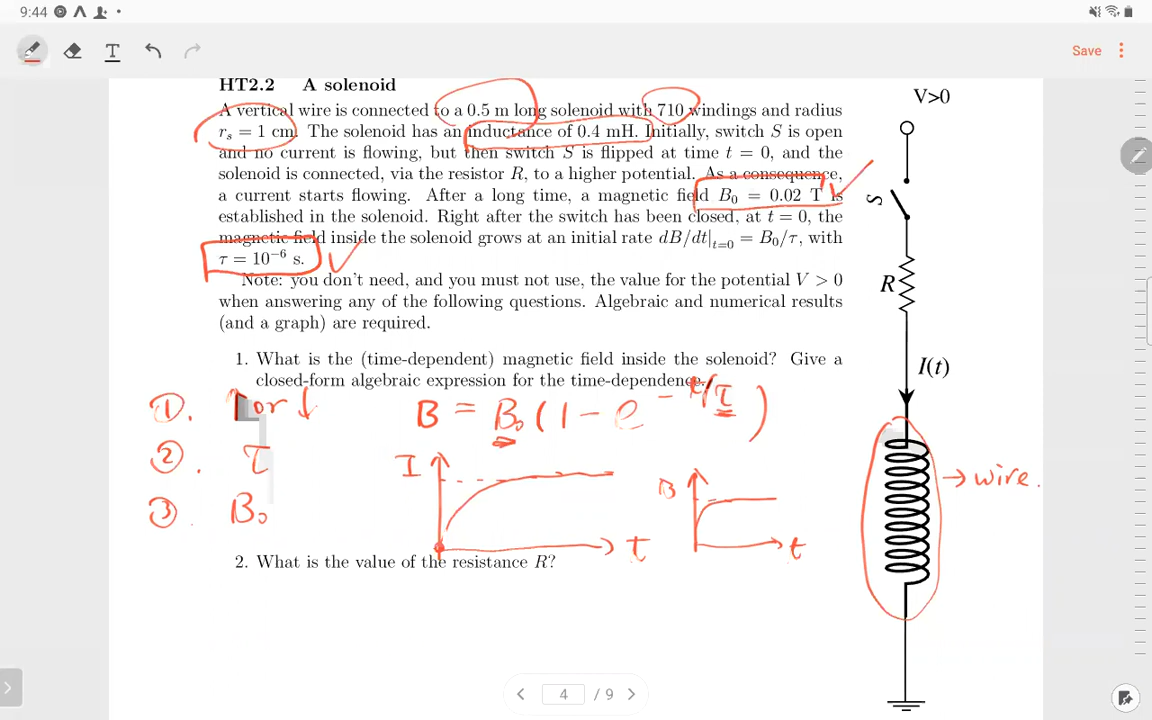 9:44
Save
HT2.2 A solenoid
A vertical wire is connected to a 0.5 m long solenoid with 710 windings and radius
r_s = 1 cm. The solenoid has an inductance of 0.4 mH. Initially, switch S is open
and no current is flowing, but then switch S is flipped at time t = 0, and the
solenoid is connected, via the resistor R, to a higher potential. As a consequence,
a current starts flowing. After a long time, a magnetic field B₀ = 0.02 T is
established in the solenoid. Right after the switch has been closed, at t = 0, the
magnetic field inside the solenoid grows at an initial rate dB/dt|_{t=0} = B₀/τ, with
τ = 10⁻⁶ s.
Note: you don't need, and you must not use, the value for the potential V > 0
when answering any of the following questions. Algebraic and numerical results
(and a graph) are required.
1. What is the (time-dependent) magnetic field inside the solenoid? Give a
closed-form algebraic expression for the time-dependence.
①. ↑ or ↓
B = B₀ (1 - e^{-t/τ})
②. τ
③. B₀
I
t
B
t
2. What is the value of the resistance R?
V>0
S
R
I(t)
→ wire.
4 / 9